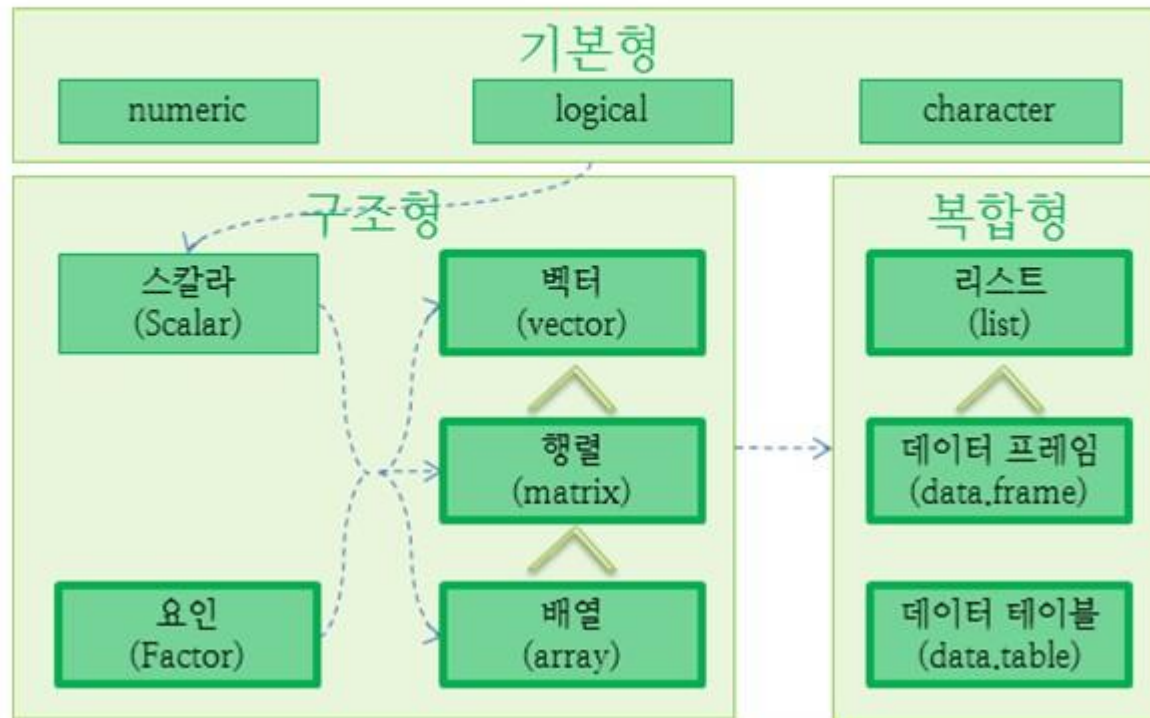 기본형
numeric
logical
character
구조형
스칼라
(Scalar)
벡터
(vector)
행렬
(matrix)
요인
(Factor)
배열
(array)
복합형
리스트
(list)
데이터 프레임
(data.frame)
데이터 테이블
(data.table)